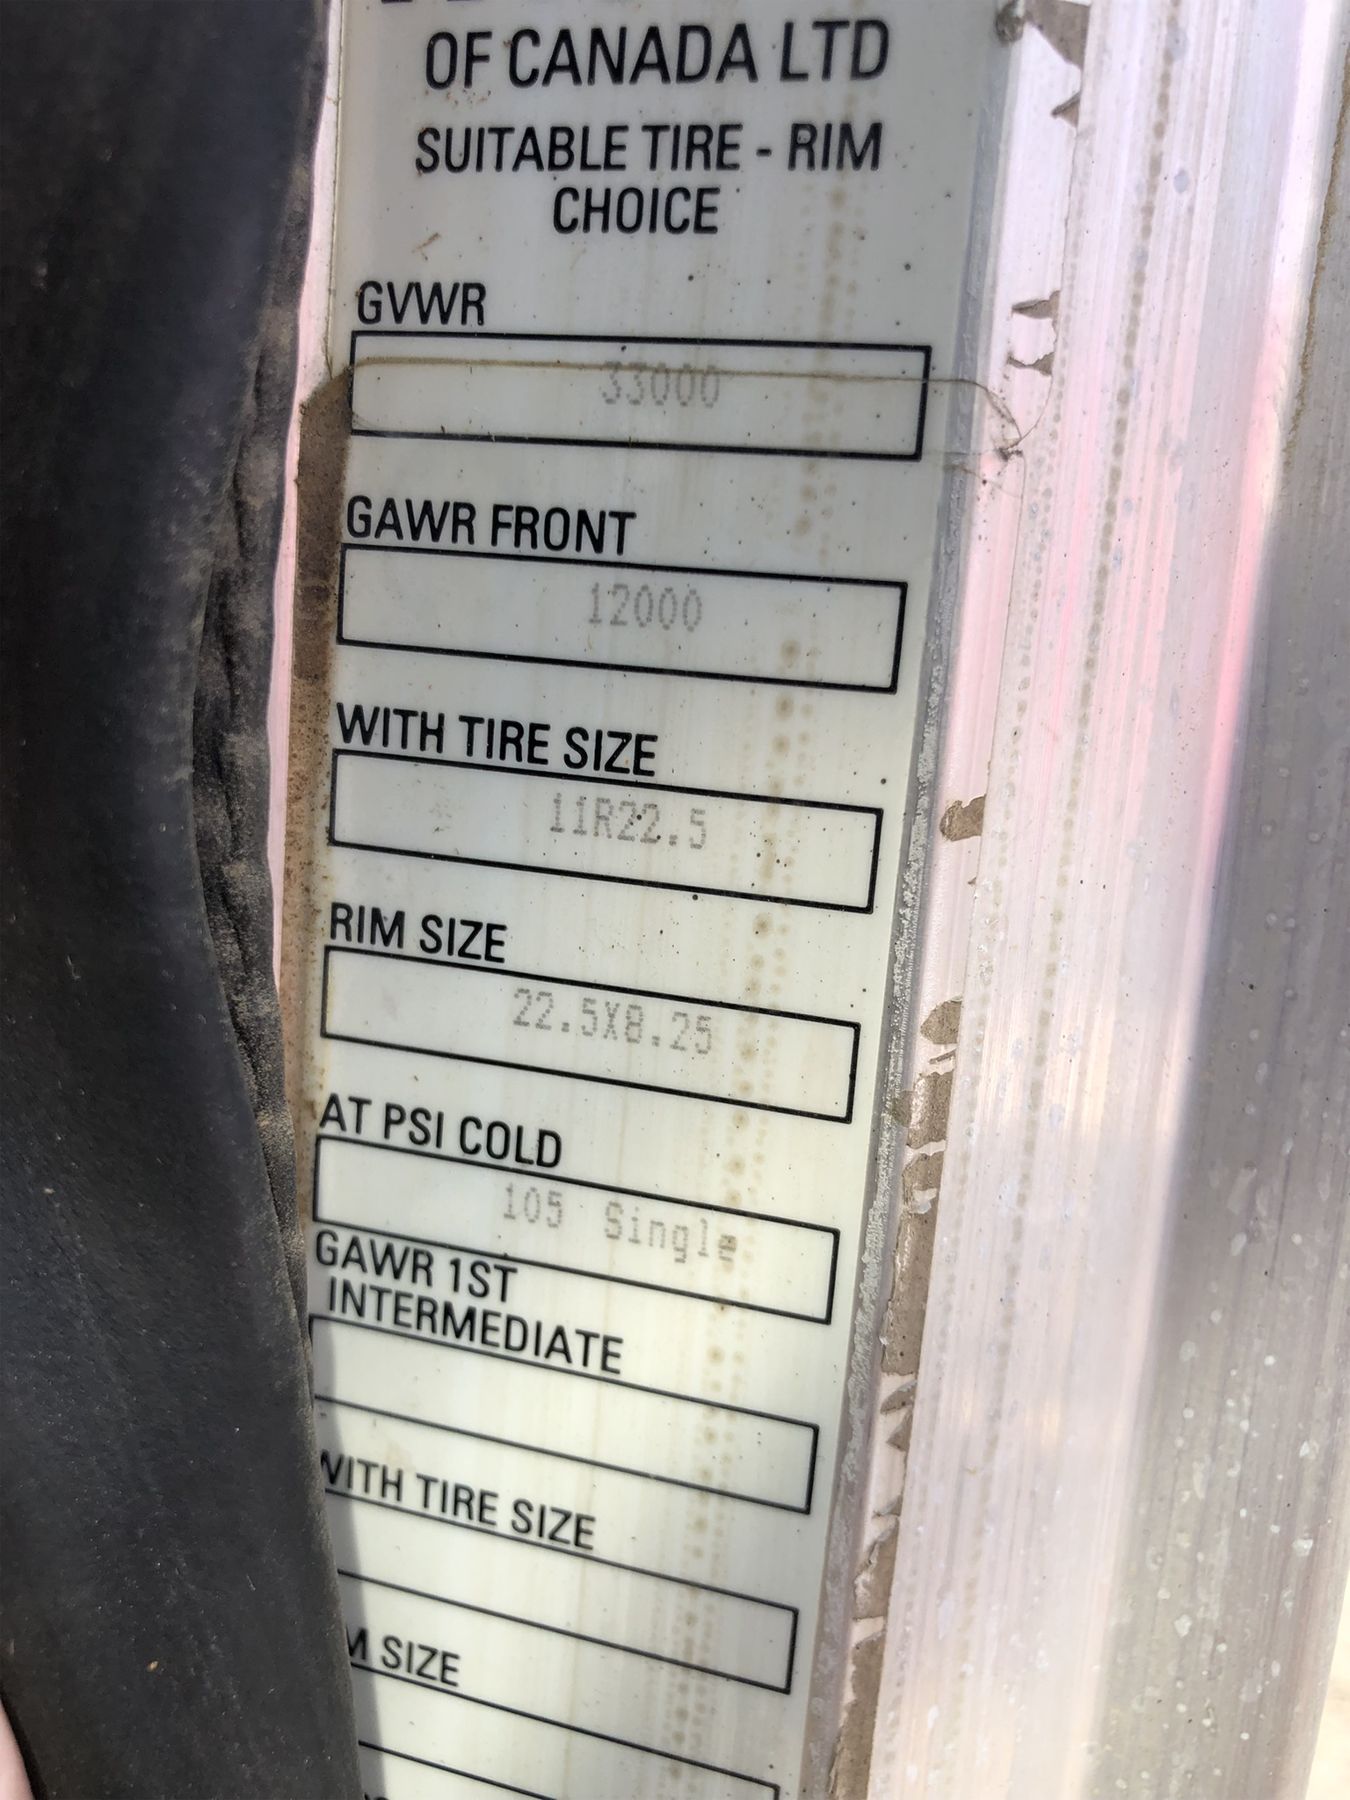 OF CANADA LTD
SUITABLE TIRE - RIM
CHOICE
GVWR
33000
GAWR FRONT
12000
WITH TIRE SIZE
11R22.5
RIM SIZE
22.5X8.25
AT PSI COLD
105 Single
GAWR 1ST
INTERMEDIATE
WITH TIRE SIZE
M SIZE